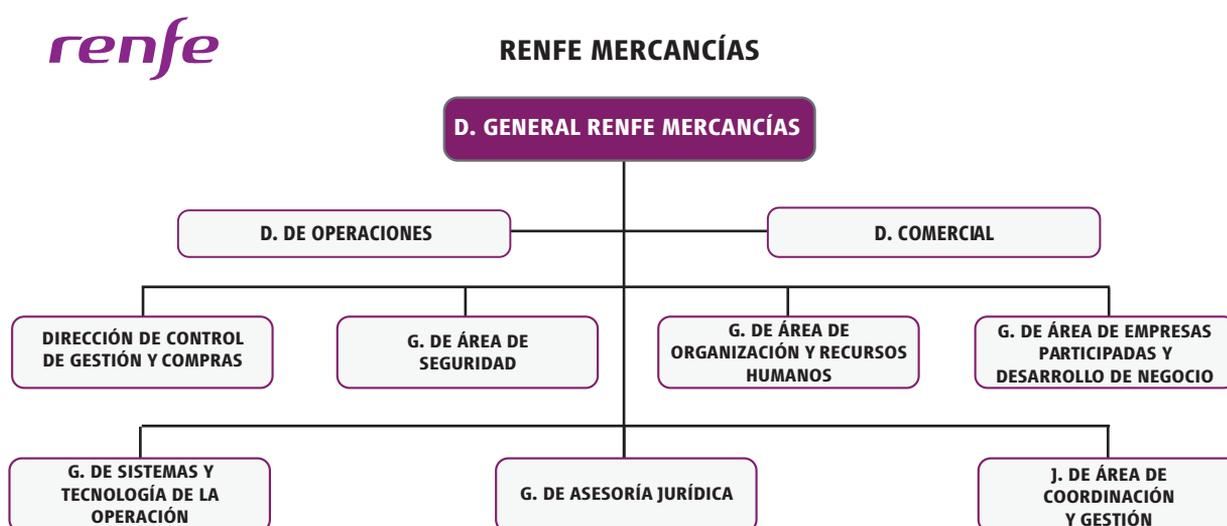 renfe
RENFE MERCANCÍAS
D. GENERAL RENFE MERCANCÍAS
D. DE OPERACIONES
D. COMERCIAL
DIRECCIÓN DE CONTROL
DE GESTIÓN Y COMPRAS
G. DE ÁREA DE
SEGURIDAD
G. DE ÁREA DE
ORGANIZACIÓN Y RECURSOS
HUMANOS
G. DE ÁREA DE EMPRESAS
PARTICIPADAS Y
DESARROLLO DE NEGOCIO
G. DE SISTEMAS Y
TECNOLOGÍA DE LA
OPERACIÓN
G. DE ASESORÍA JURÍDICA
J. DE ÁREA DE
COORDINACIÓN
Y GESTIÓN